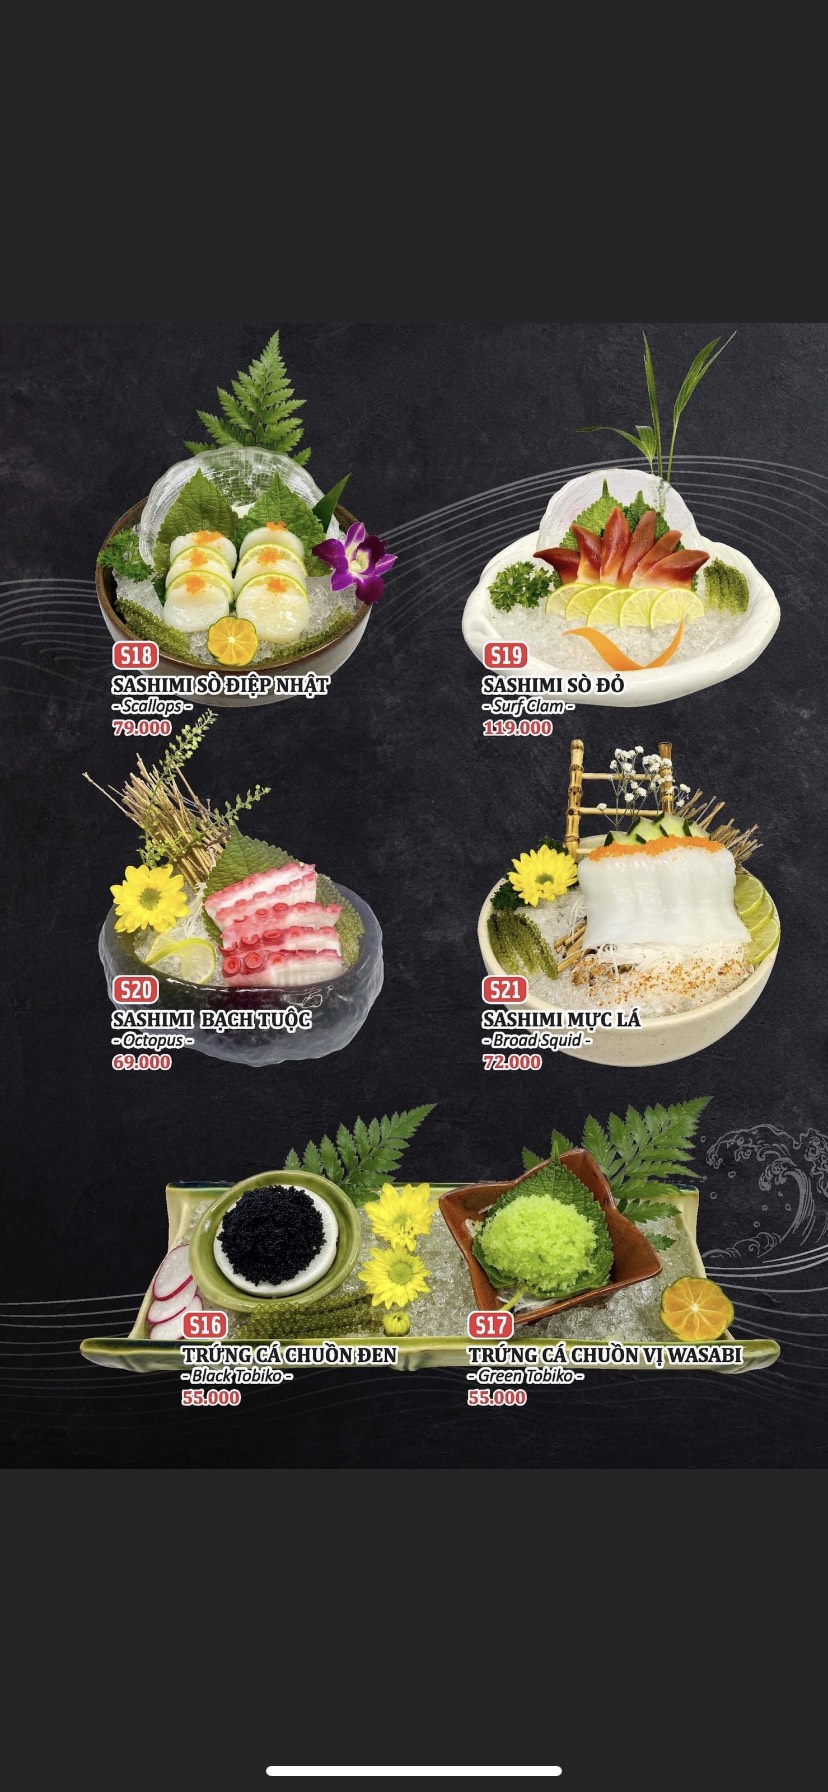 S18
SASHIMI SÒ ĐIỆP NHẬT
- Scallops -
79.000
S19
SASHIMI SÒ ĐỎ
- Surf Clam -
119.000
S20
SASHIMI BẠCH TUỘC
- Octopus -
69.000
S21
SASHIMI MỰC LÁ
- Broad Squid -
72.000
S16
TRỨNG CÁ CHUỒN ĐEN
- Black Tobiko -
55.000
S17
TRỨNG CÁ CHUỒN VỊ WASABI
- Green Tobiko -
55.000